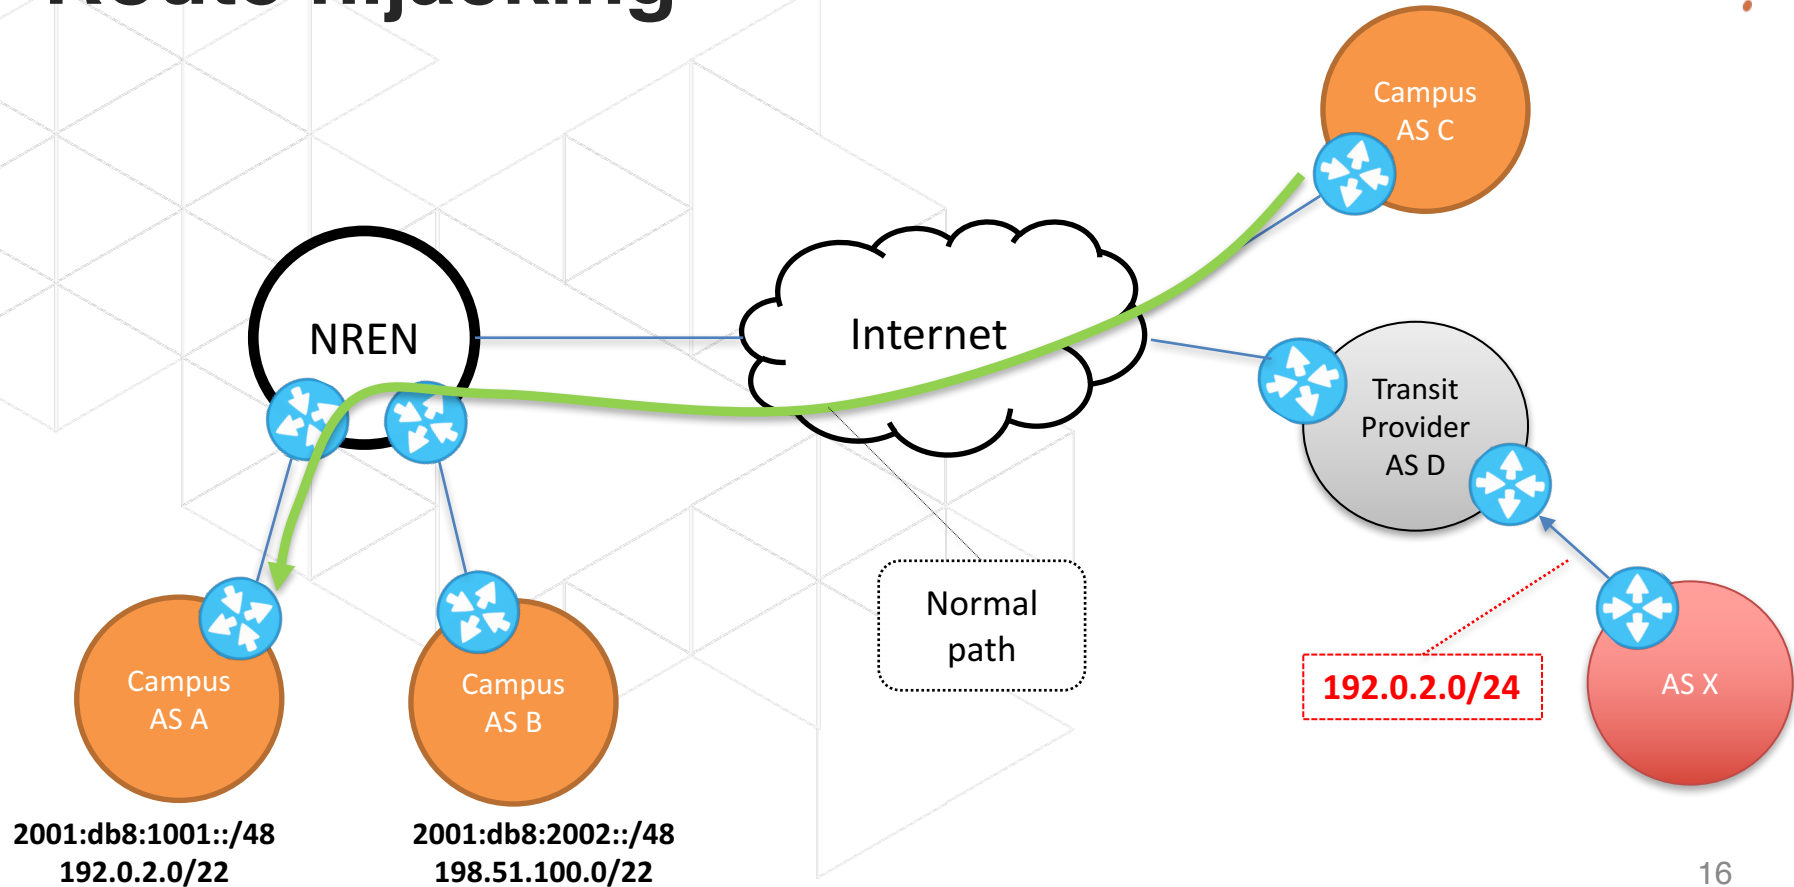 Route hijacking
Campus
AS C
NREN
Internet
Transit
Provider
AS D
Normal
path
192.0.2.0/24
AS X
Campus
AS A
Campus
AS B
2001:db8:1001::/48
192.0.2.0/22
2001:db8:2002::/48
198.51.100.0/22
16